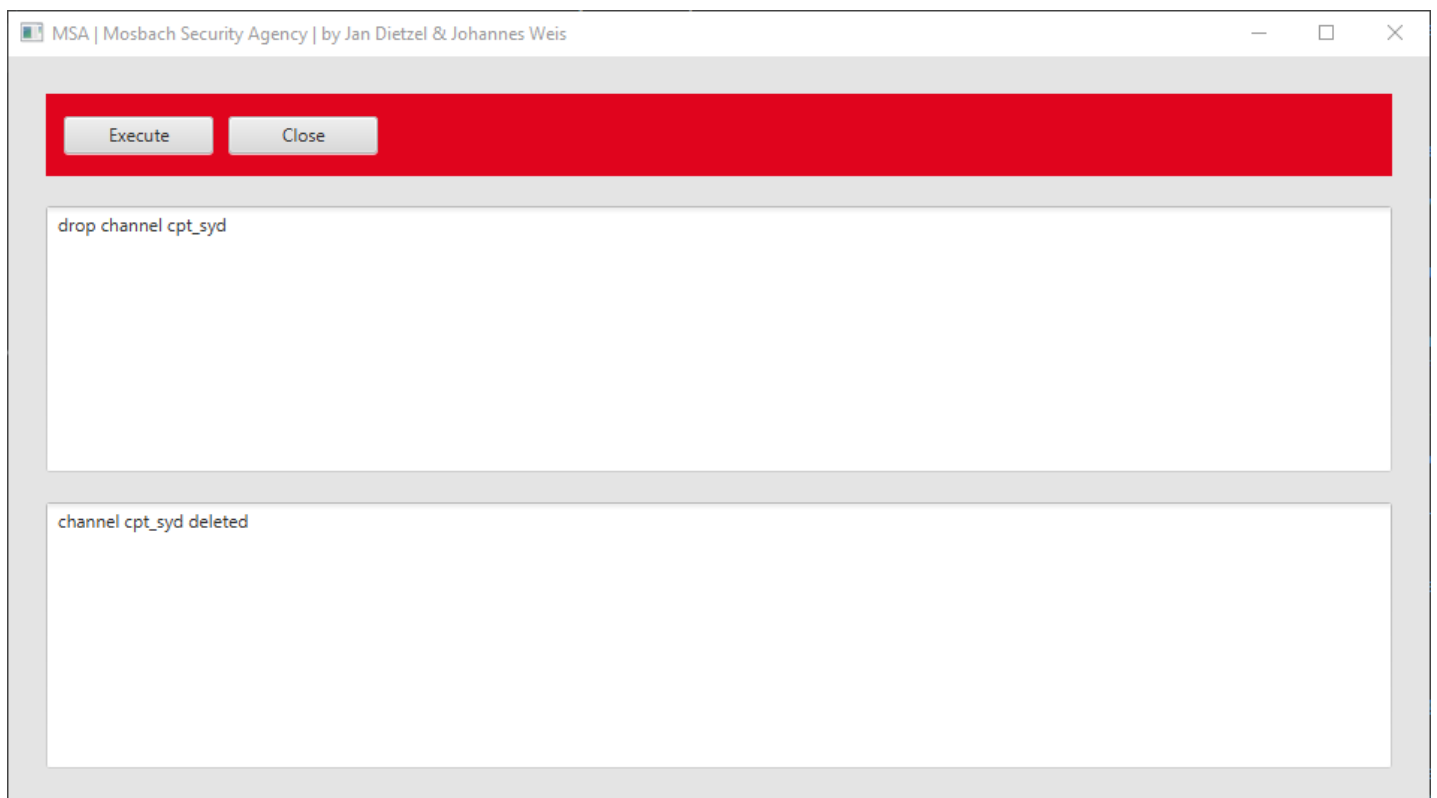 MSA | Mosbach Security Agency | by Jan Dietzel & Johannes Weis
Execute Close
drop channel cpt_syd
channel cpt_syd deleted